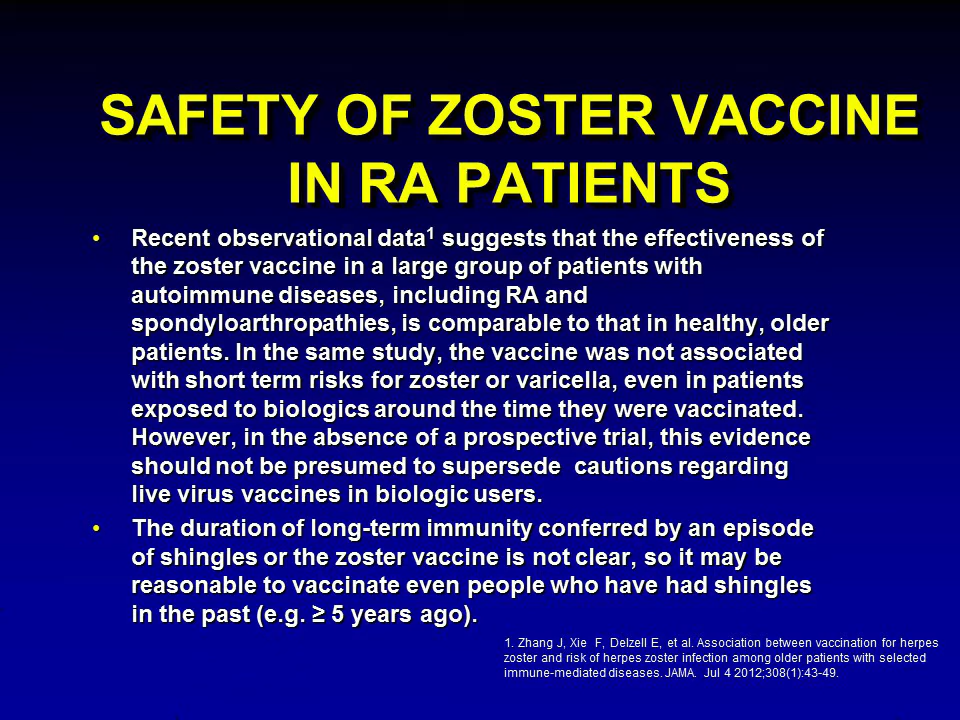 SAFETY OF ZOSTER VACCINE
IN RA PATIENTS
• Recent observational data¹ suggests that the effectiveness of
the zoster vaccine in a large group of patients with
autoimmune diseases, including RA and
spondyloarthropathies, is comparable to that in healthy, older
patients. In the same study, the vaccine was not associated
with short term risks for zoster or varicella, even in patients
exposed to biologics around the time they were vaccinated.
However, in the absence of a prospective trial, this evidence
should not be presumed to supersede  cautions regarding
live virus vaccines in biologic users.
• The duration of long-term immunity conferred by an episode
of shingles or the zoster vaccine is not clear, so it may be
reasonable to vaccinate even people who have had shingles
in the past (e.g. ≥ 5 years ago).
1. Zhang J, Xie  F, Delzell E, et al. Association between vaccination for herpes
zoster and risk of herpes zoster infection among older patients with selected
immune-mediated diseases. JAMA.  Jul 4 2012;308(1):43-49.